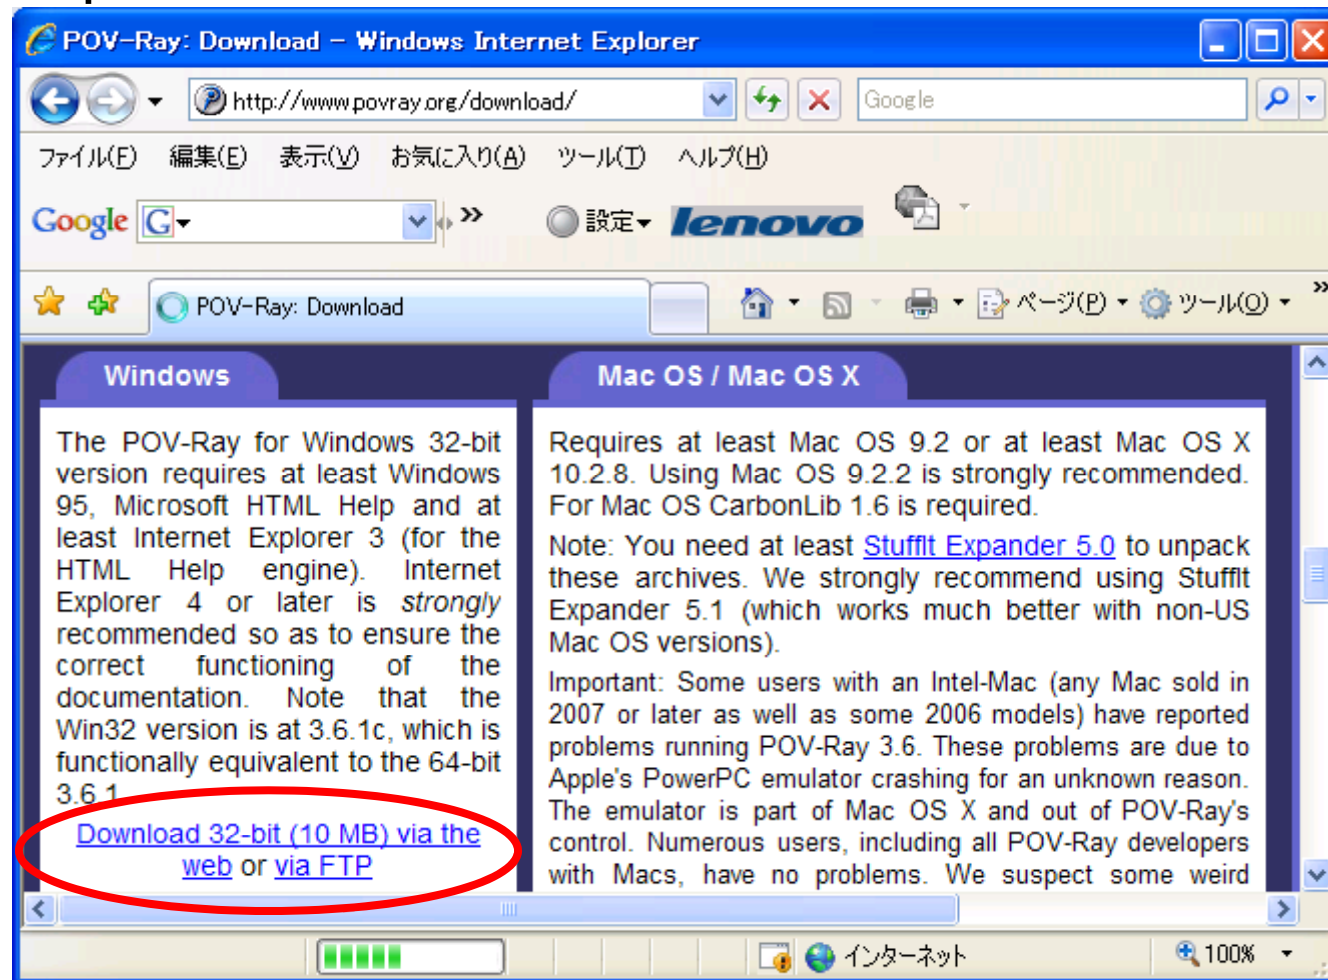 POV-Ray: Download - Windows Internet Explorer
http://www.povray.org/download/
Google
ファイル(F) 編集(E) 表示(V) お気に入り(A) ツール(T) ヘルプ(H)
Google G 設定 lenovo
POV-Ray: Download ページ(P) ツール(O)
Windows
The POV-Ray for Windows 32-bit
version requires at least Windows
95, Microsoft HTML Help and at
least Internet Explorer 3 (for the
HTML Help engine). Internet
Explorer 4 or later is strongly
recommended so as to ensure the
correct functioning of the
documentation. Note that the
Win32 version is at 3.6.1c, which is
functionally equivalent to the 64-bit
3.6.1
Download 32-bit (10 MB) via the
web or via FTP
Mac OS / Mac OS X
Requires at least Mac OS 9.2 or at least Mac OS X
10.2.8. Using Mac OS 9.2.2 is strongly recommended.
For Mac OS CarbonLib 1.6 is required.
Note: You need at least StuffIt Expander 5.0 to unpack
these archives. We strongly recommend using StuffIt
Expander 5.1 (which works much better with non-US
Mac OS versions).
Important: Some users with an Intel-Mac (any Mac sold in
2007 or later as well as some 2006 models) have reported
problems running POV-Ray 3.6. These problems are due to
Apple's PowerPC emulator crashing for an unknown reason.
The emulator is part of Mac OS X and out of POV-Ray's
control. Numerous users, including all POV-Ray developers
with Macs, have no problems. We suspect some weird
インターネット 100%